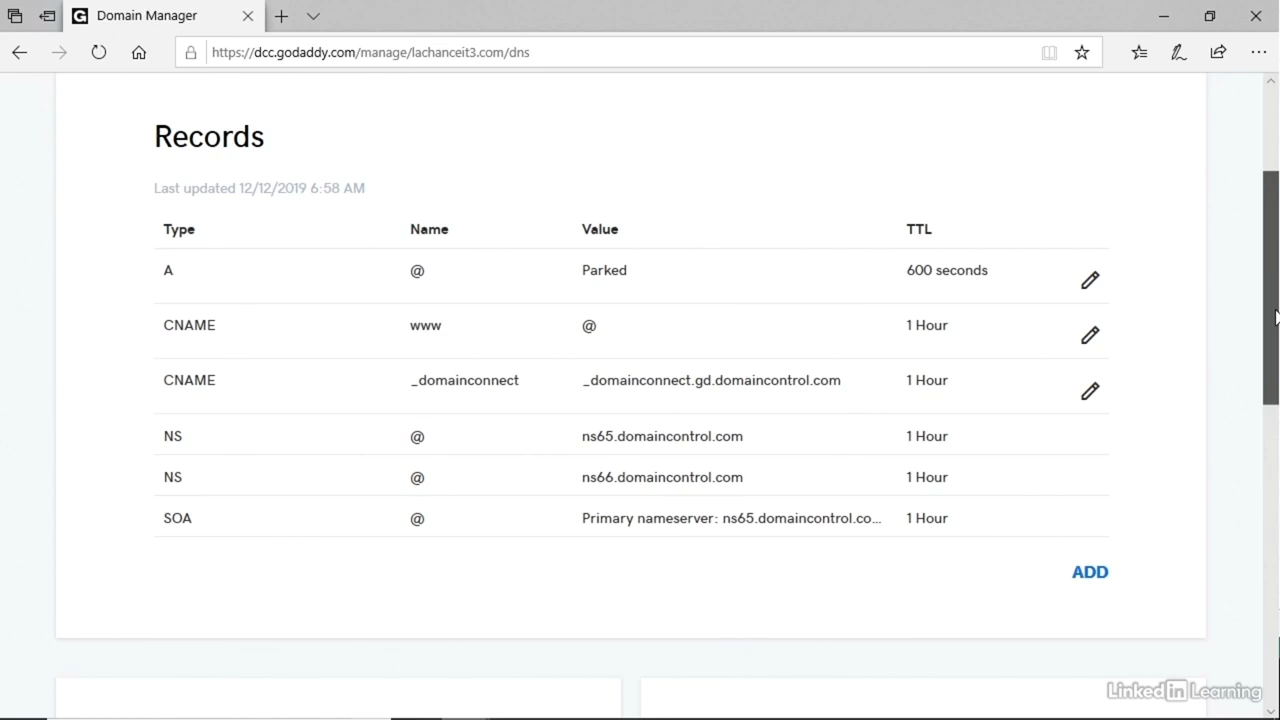 Domain Manager
https://dcc.godaddy.com/manage/lachanceit3.com/dns
Records
Last updated 12/12/2019 6:58 AM
Type Name Value TTL
A @ Parked 600 seconds
CNAME www @ 1 Hour
CNAME _domainconnect _domainconnect.gd.domaincontrol.com 1 Hour
NS @ ns65.domaincontrol.com 1 Hour
NS @ ns66.domaincontrol.com 1 Hour
SOA @ Primary nameserver: ns65.domaincontrol.co... 1 Hour
ADD
Linked in Learning